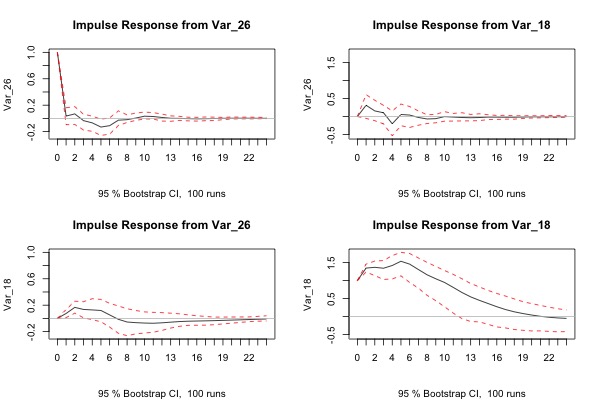 Impulse Response from Var_26
Var_26
1.0
0.6
0.2
-0.2
0 2 4 6 8 10 13 16 19 22
95 % Bootstrap CI, 100 runs
Impulse Response from Var_18
Var_26
1.5
0.5
-0.5
0 2 4 6 8 10 13 16 19 22
95 % Bootstrap CI, 100 runs
Impulse Response from Var_26
Var_18
1.0
0.6
0.2
-0.2
0 2 4 6 8 10 13 16 19 22
95 % Bootstrap CI, 100 runs
Impulse Response from Var_18
Var_18
1.5
0.5
-0.5
0 2 4 6 8 10 13 16 19 22
95 % Bootstrap CI, 100 runs